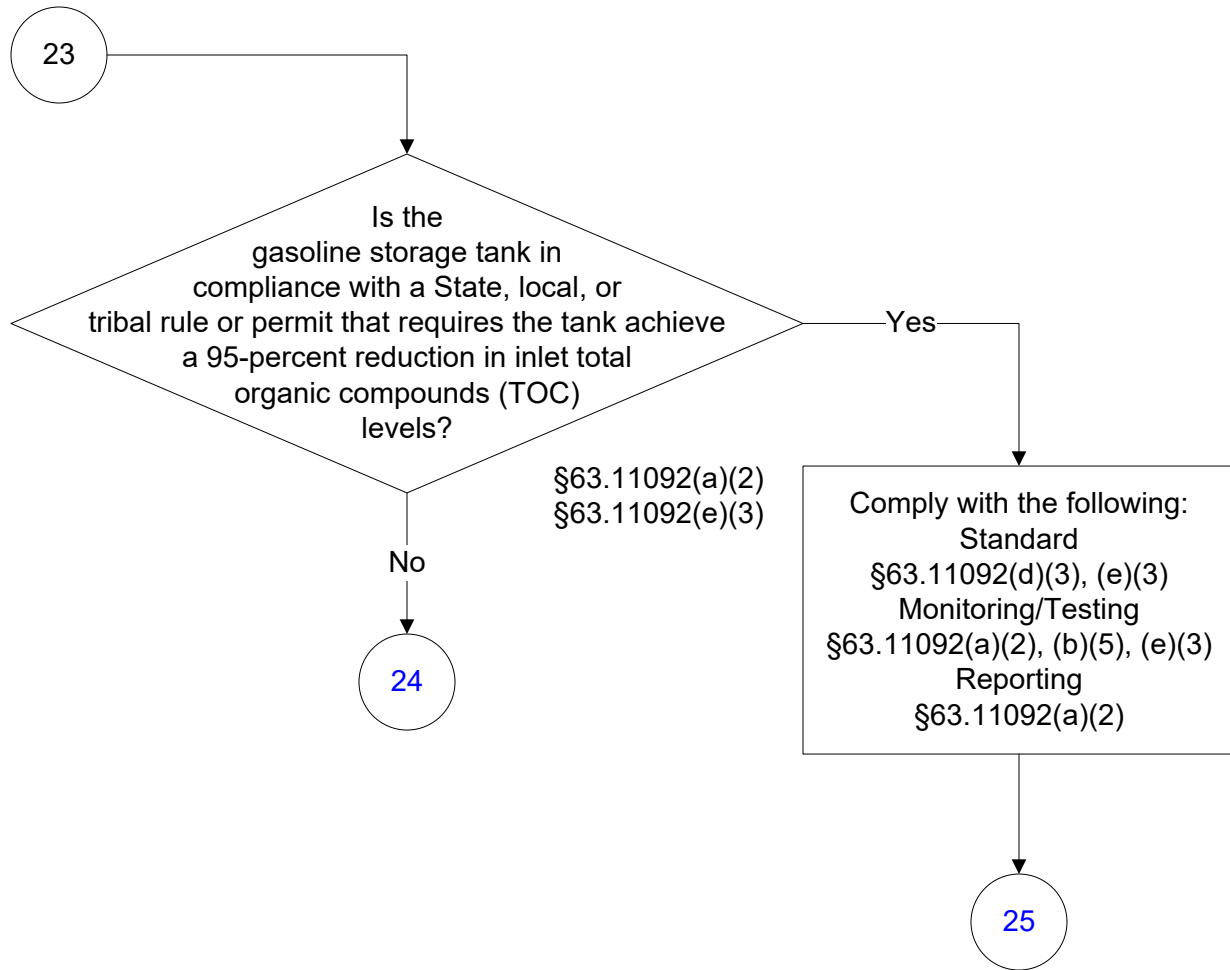 23
Is the
gasoline storage tank in
compliance with a State, local, or
tribal rule or permit that requires the tank achieve
a 95-percent reduction in inlet total
organic compounds (TOC)
levels?
Yes
§63.11092(a)(2)
§63.11092(e)(3)
No
24
Comply with the following:
Standard
§63.11092(d)(3), (e)(3)
Monitoring/Testing
§63.11092(a)(2), (b)(5), (e)(3)
Reporting
§63.11092(a)(2)
25